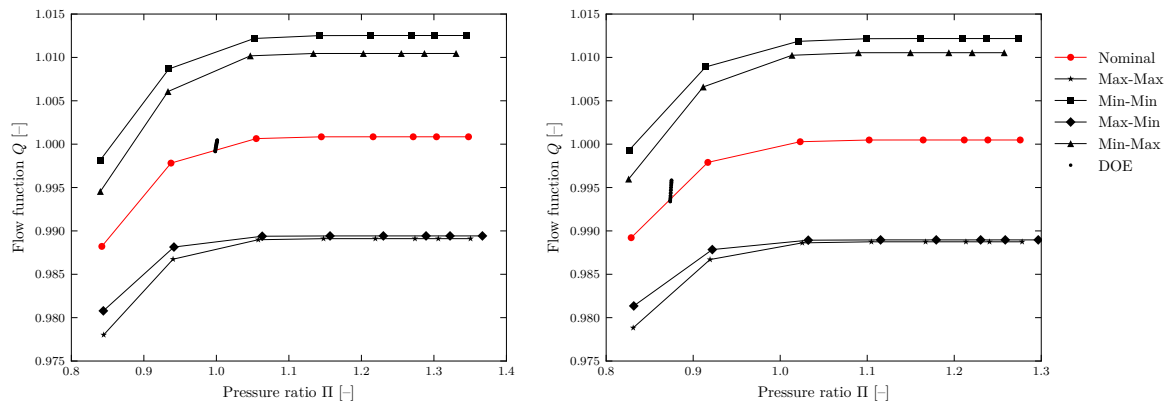 1.015
1.010
1.005
1.000
0.995
0.990
0.985
0.980
0.975
Flow function Q [–]
0.8 0.9 1.0 1.1 1.2 1.3 1.4
Pressure ratio Π [–]
1.015
1.010
1.005
1.000
0.995
0.990
0.985
0.980
0.975
Flow function Q [–]
0.8 0.9 1.0 1.1 1.2 1.3
Pressure ratio Π [–]
Nominal
Max-Max
Min-Min
Max-Min
Min-Max
DOE